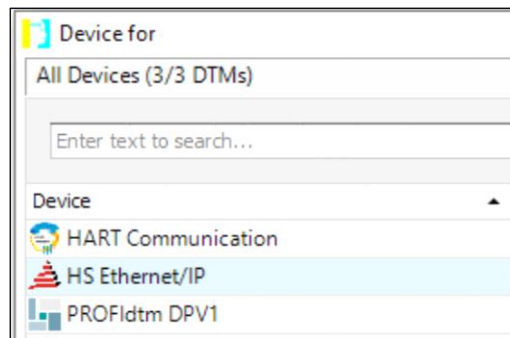 Device for
All Devices (3/3 DTMs)
Enter text to search...
Device
HART Communication
HS Ethernet/IP
PROFIdtm DPV1